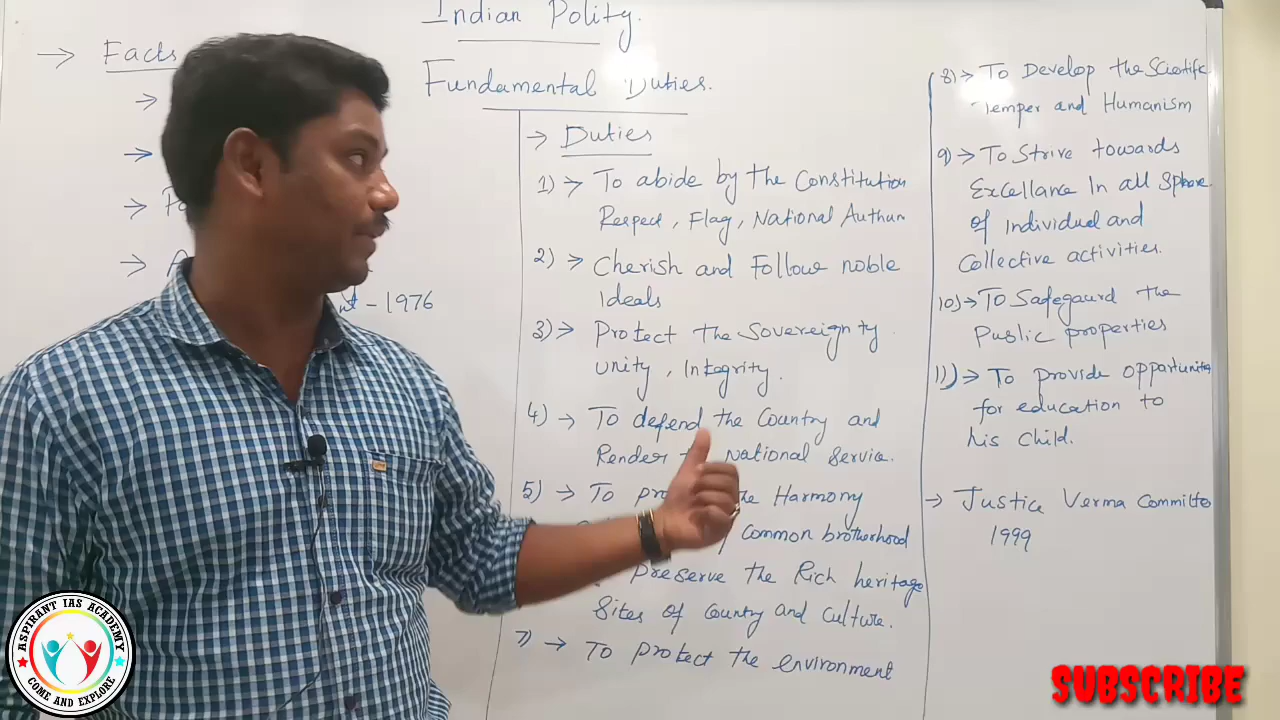 Indian Polity.
Fundamental Duties.
→ Facts
- 1976
→ Duties
1) → To abide by the Constitution
Respect, Flag, National Authum
2) → Cherish and Follow noble
Ideals
3) → Protect the Sovereignty
unity, Integrity.
4) → To defend the Country and
Render National Service.
5) → To the Harmony
Common brotherhood
Preserve the Rich heritage
Sites of Country and Culture.
7) → To protect the environment
8) → To Develop the Scientific
Temper and Humanism
9) → To Strive towards
Excellance In all Sphere
of Individual and
Collective activities.
10) → To Safegaurd the
Public properties
11) → To provide opportunities
for education to
his Child.
→ Justice Verma Committe
1999
ASPIRANT IAS ACADEMY
COME AND EXPLORE
SUBSCRIBE